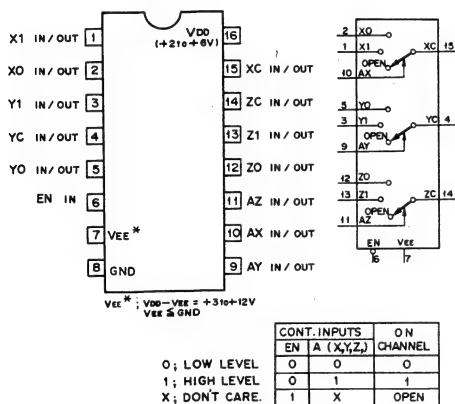 X1 IN/OUT 1
X0 IN/OUT 2
Y1 IN/OUT 3
YC IN/OUT 4
Y0 IN/OUT 5
EN IN 6
7 VEE*
8 GND
VDD 16
(+2 to +6V)
15 XC IN/OUT
14 ZC IN/OUT
13 Z1 IN/OUT
12 Z0 IN/OUT
11 AZ IN/OUT
10 AX IN/OUT
9 AY IN/OUT
VEE*; VDD-VEE = +3 to +12V
VEE ≦ GND
2 X0
1 X1 XC 15
OPEN
10 AX
5 Y0
3 Y1 YC 4
OPEN
9 AY
12 Z0
13 Z1 ZC 14
OPEN
11 AZ
EN VEE
6 7
CONT. INPUTS ON CHANNEL
EN A (X,Y,Z,)
0; LOW LEVEL 0 0 0
1; HIGH LEVEL 0 1 1
X; DON'T CARE. 1 X OPEN